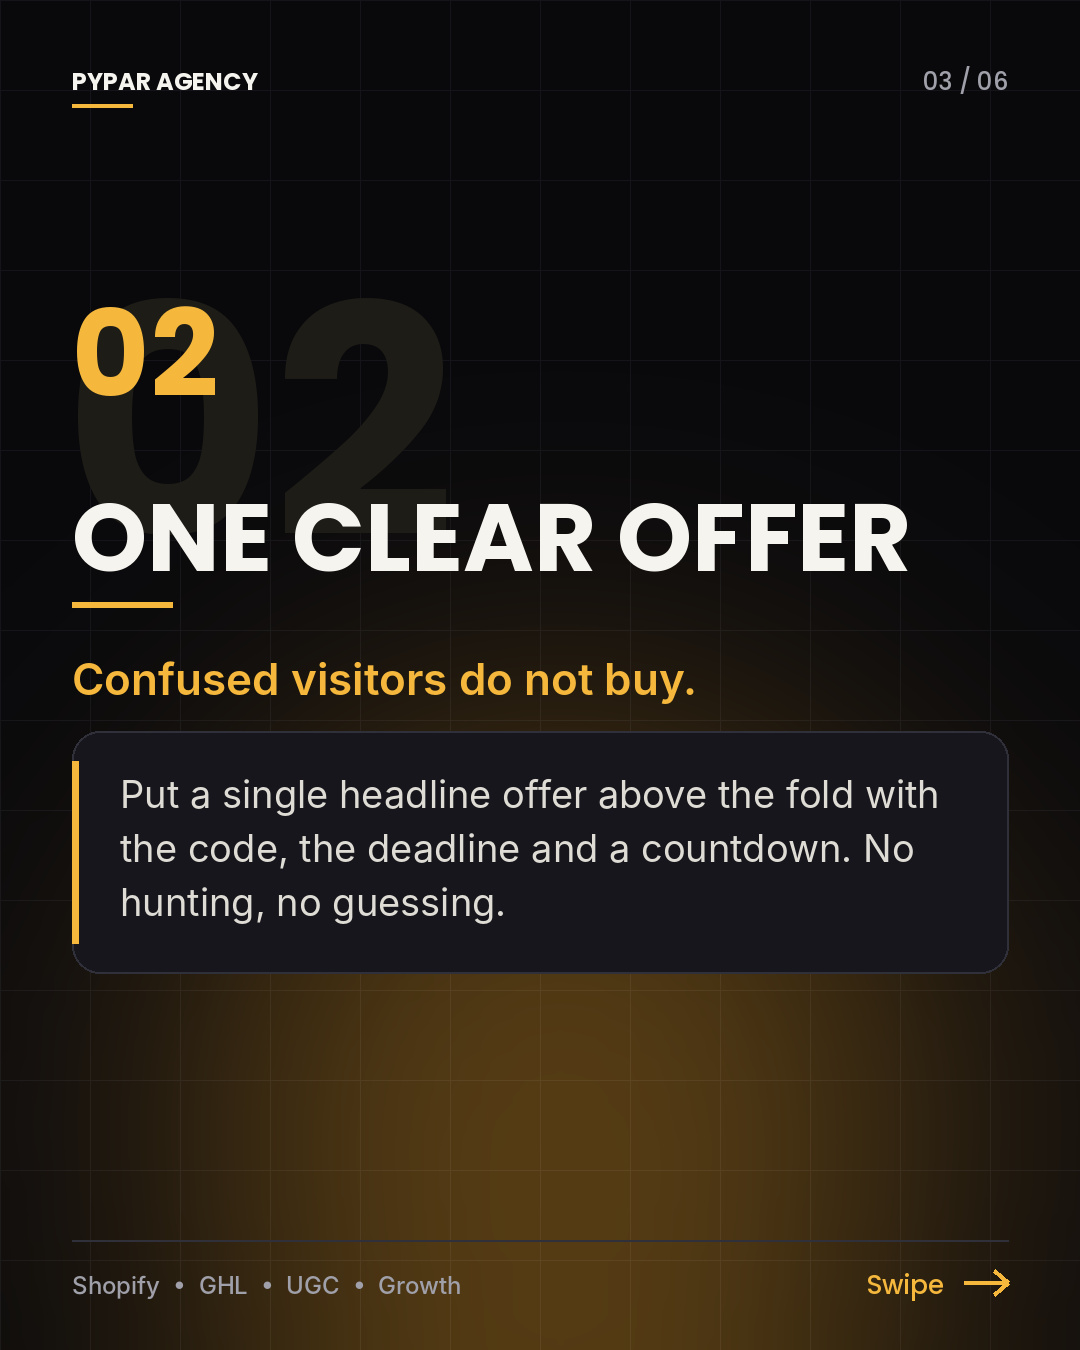 PYPAR AGENCY
03 / 06
02
02
ONE CLEAR OFFER
Confused visitors do not buy.
Put a single headline offer above the fold with
the code, the deadline and a countdown. No
hunting, no guessing.
Shopify • GHL • UGC • Growth
Swipe →